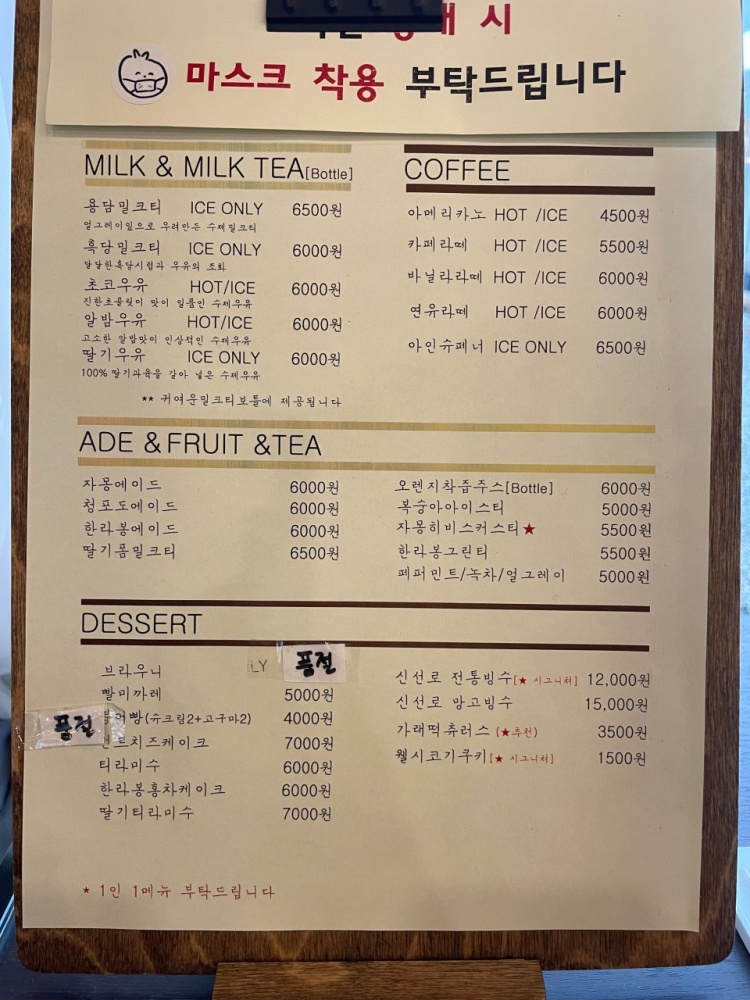 시
마스크 착용 부탁드립니다
MILK & MILK TEA[Bottle]
용담밀크티 ICE ONLY 6500원
얼그레이잎으로 우려만든 수제밀크티
흑당밀크티 ICE ONLY 6000원
달달한흑당시럽과 우유의 조화
초코우유 HOT/ICE 6000원
진한초콜릿이 맛이 일품인 수제우유
알밤우유 HOT/ICE 6000원
고소한 알밤맛이 인상적인 수제우유
딸기우유 ICE ONLY 6000원
100% 딸기과육을 갈아 넣은 수제우유
** 귀여운밀크티보틀에 제공됩니다
COFFEE
아메리카노 HOT /ICE 4500원
카페라떼 HOT /ICE 5500원
바닐라라떼 HOT /ICE 6000원
연유라떼 HOT /ICE 6000원
아인슈페너 ICE ONLY 6500원
ADE & FRUIT &TEA
자몽에이드 6000원
청포도에이드 6000원
한라봉에이드 6000원
딸기폼밀크티 6500원
오렌지착즙주스[Bottle] 6000원
복숭아아이스티 5000원
자몽히비스커스티★ 5500원
한라봉그린티 5500원
페퍼민트/녹차/얼그레이 5000원
DESSERT
브라우니 LY 품절
빨미까레 5000원
품절 어빵(슈크림2+고구마2) 4000원
치즈케이크 7000원
티라미수 6000원
한라봉홍차케이크 6000원
딸기티라미수 7000원
신선로 전통빙수[★ 시그니처] 12,000원
신선로 망고빙수 15,000원
가래떡츄러스 (★추천) 3500원
웰시코기쿠키[★ 시그니처] 1500원
* 1인 1메뉴 부탁드립니다